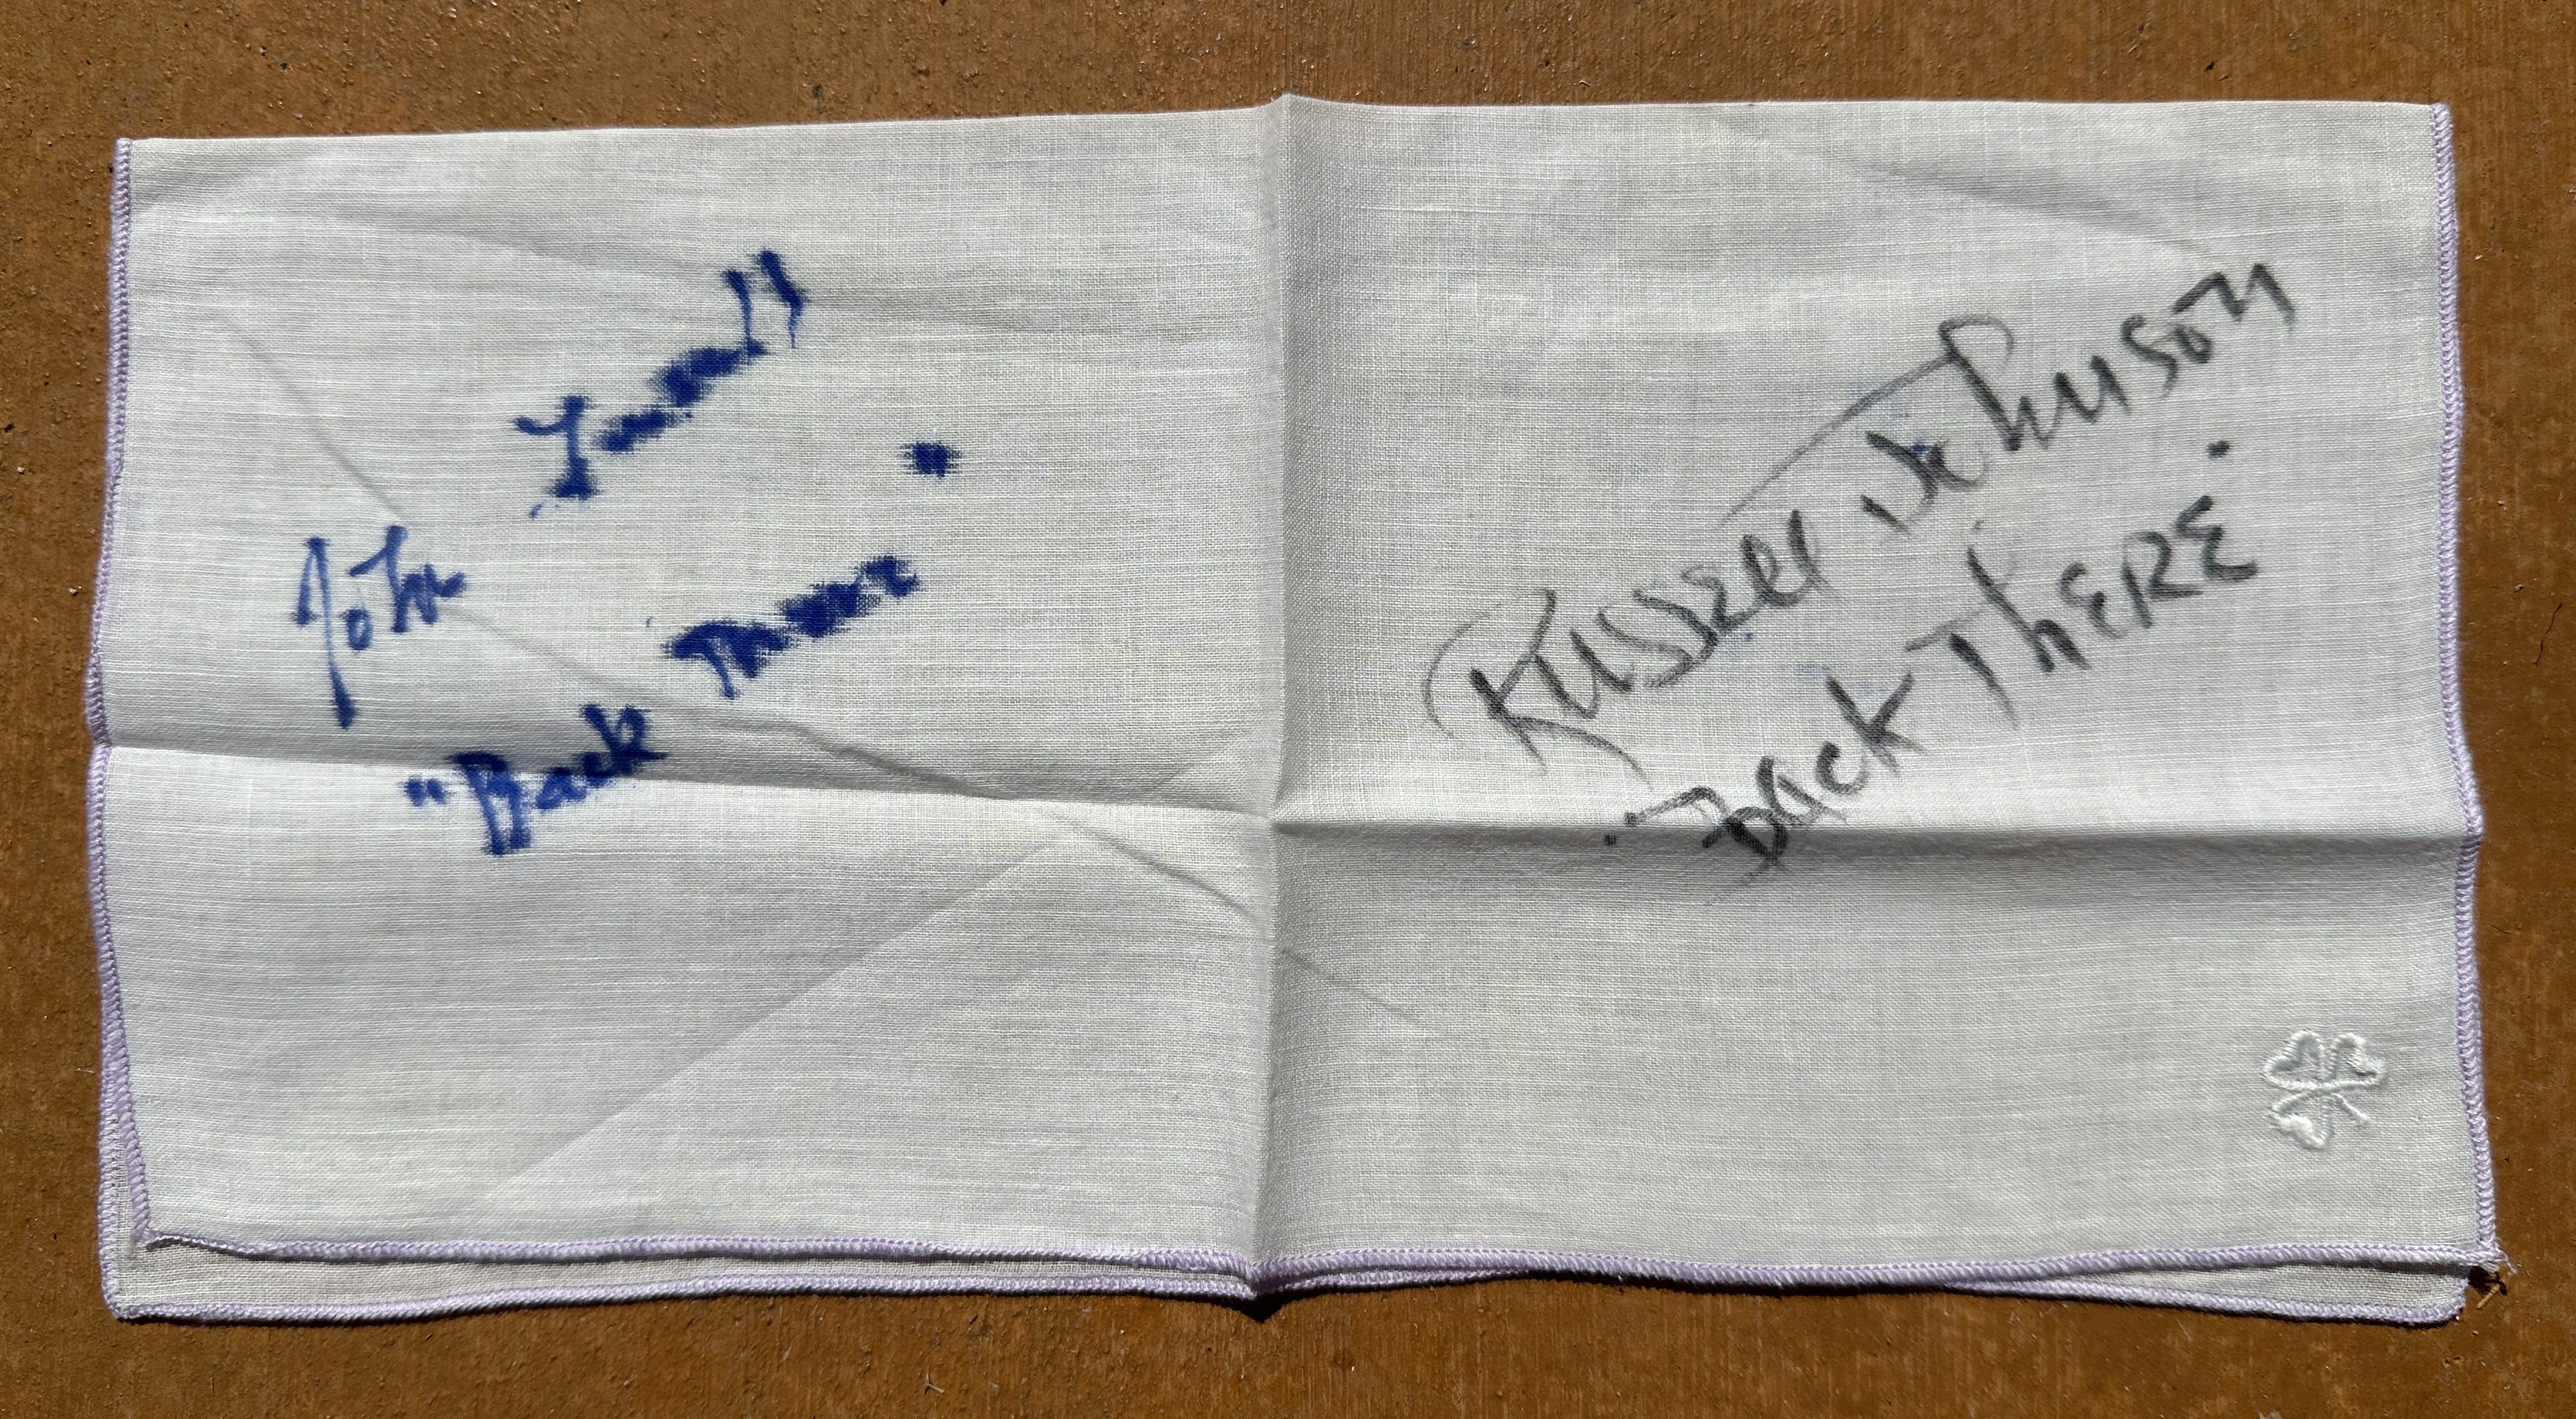 John
"Back There"
Russell Johnson
"Back There"